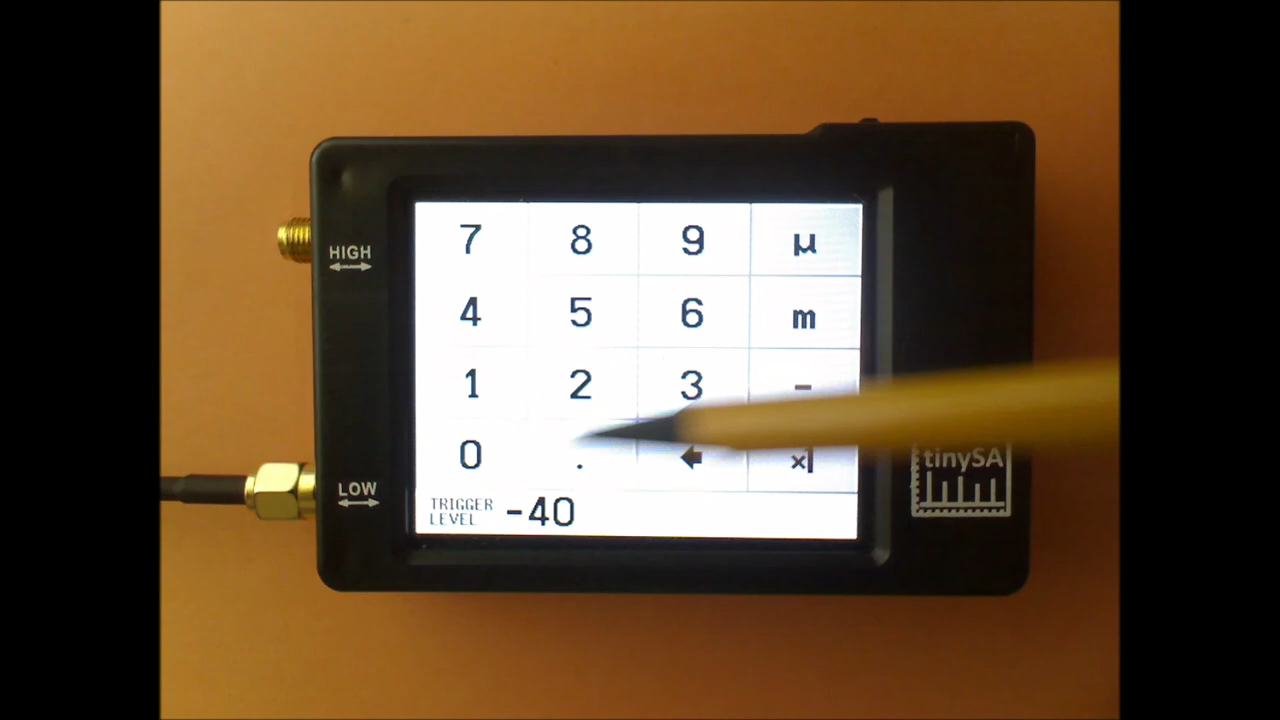 HIGH
7 8 9 µ
4 5 6 m
1 2 3 -
0 . ×
TRIGGER LEVEL -40
LOW
tinySA